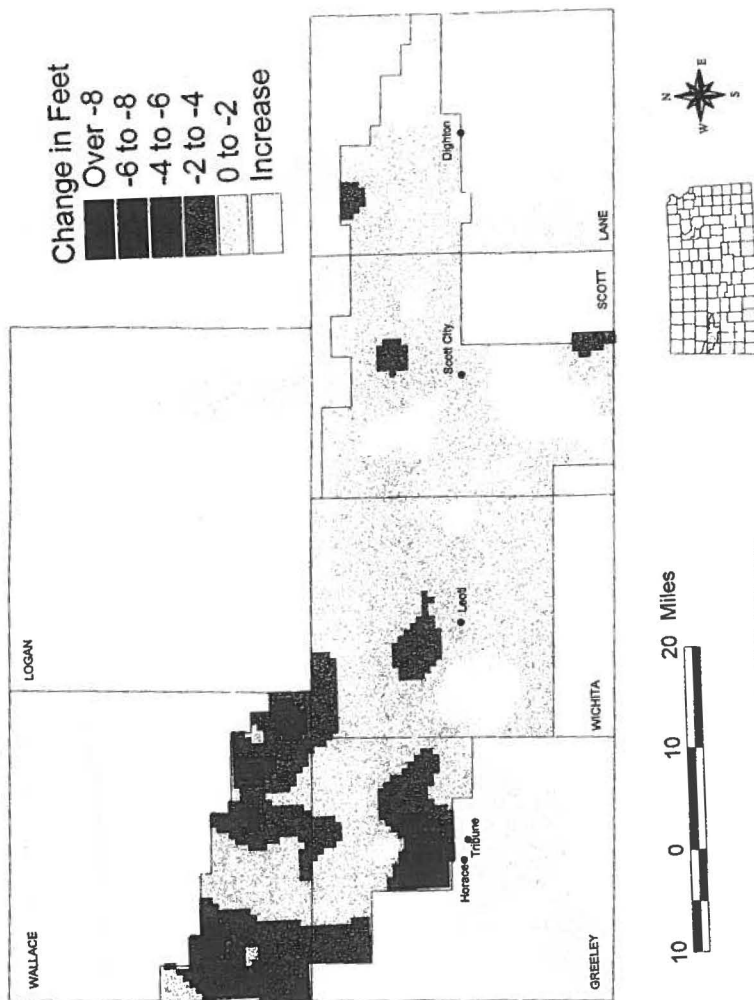 Change in Feet
Over -8
-6 to -8
-4 to -6
-2 to -4
0 to -2
Increase
WALLACE
LOGAN
GREELEY
WICHITA
SCOTT
LANE
Horace
Tribune
Leoti
Scott City
Dighton
10 0 10 20 Miles
N
W E
S